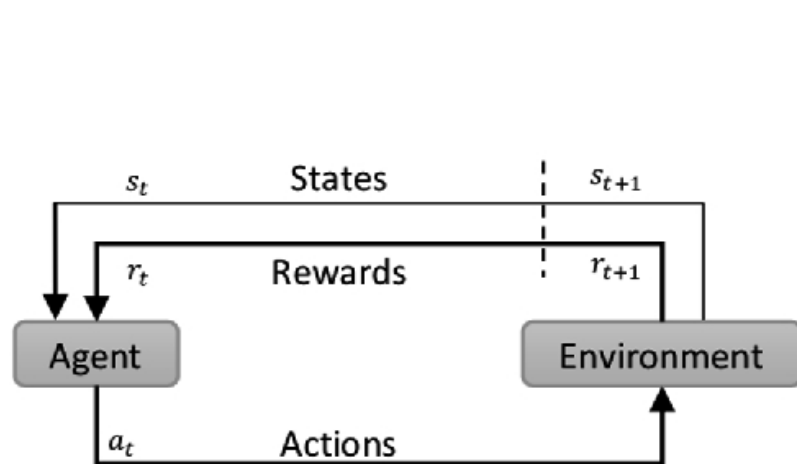 s_t States s_{t+1}
r_t Rewards r_{t+1}
Agent Environment
a_t Actions